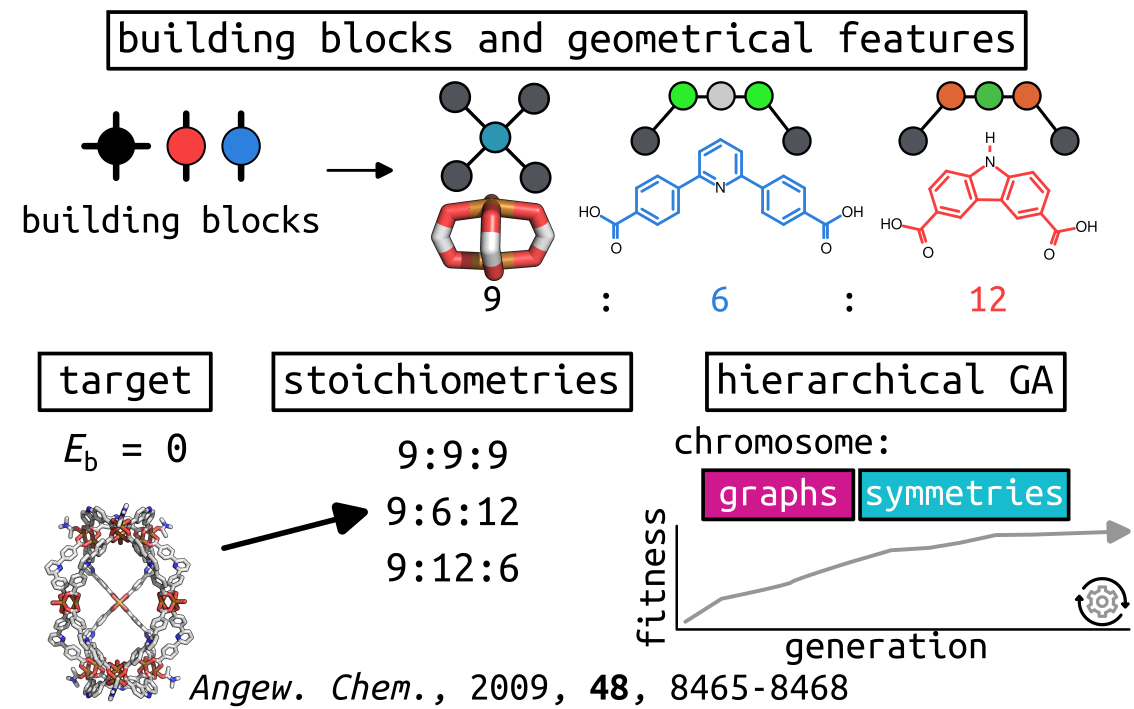 building blocks and geometrical features
building blocks
HO
O
N
OH
O
H
N
HO
O
OH
O
9 : 6 : 12
target
stoichiometries
hierarchical GA
Eb = 0
9:9:9
9:6:12
9:12:6
chromosome:
graphs
symmetries
fitness
generation
Angew. Chem., 2009, 48, 8465-8468